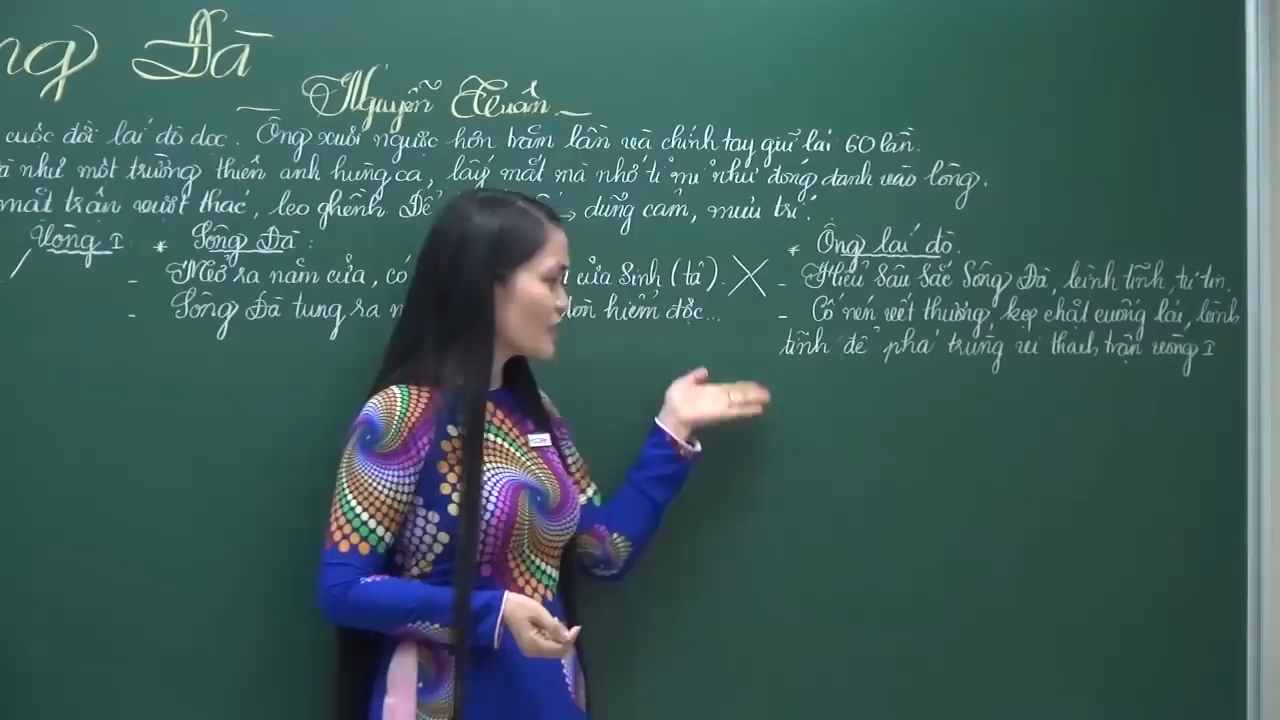 ng Đà
_ Nguyễn Tuân _
cuộc đời lái đò dọc. Ông xuôi ngược hơn trăm lần và chính tay giữ lái 60 lần.
như một trường thiên anh hùng ca, lấy mắt mà nhớ tỉ mỉ như đóng đanh vào lòng.
mặt trận vượt thác, leo ghềnh Để → dũng cảm, mưu trí.
Vòng I * Sông Đà: * Ông lái đò.
- Mở ra năm cửa, có cửa Sinh (tả) - Hiểu sâu sắc Sông Đà, bình tĩnh, tự tin.
- Sông Đà tung ra đòn hiểm độc... - Cố nén vết thương, kẹp chặt cuống lái, bình
tĩnh để phá trùng vi thạch trận vòng I